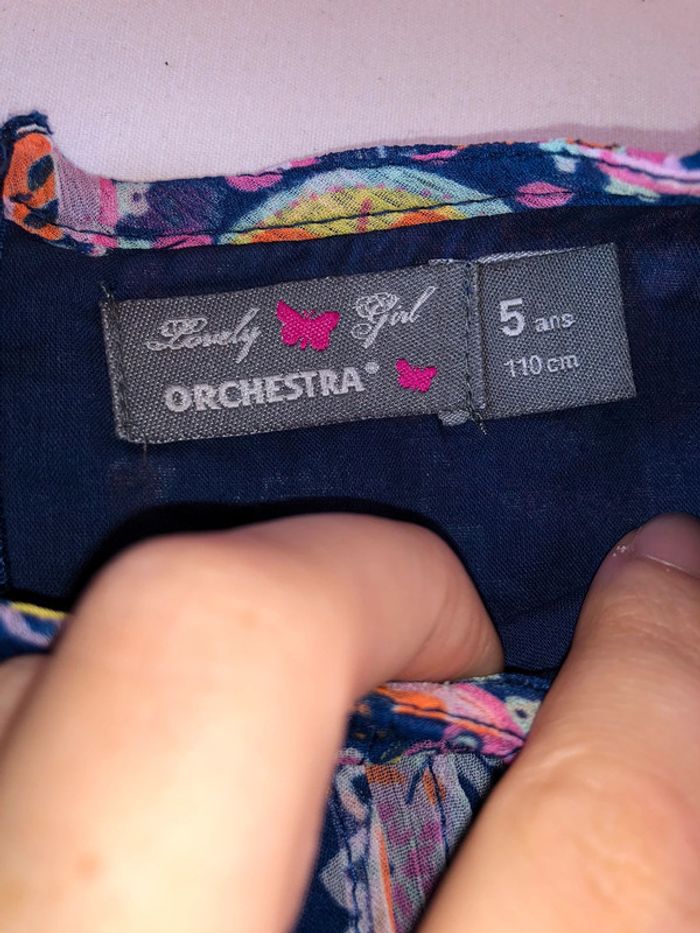 Lovely Girl
ORCHESTRA®
5 ans
110 cm